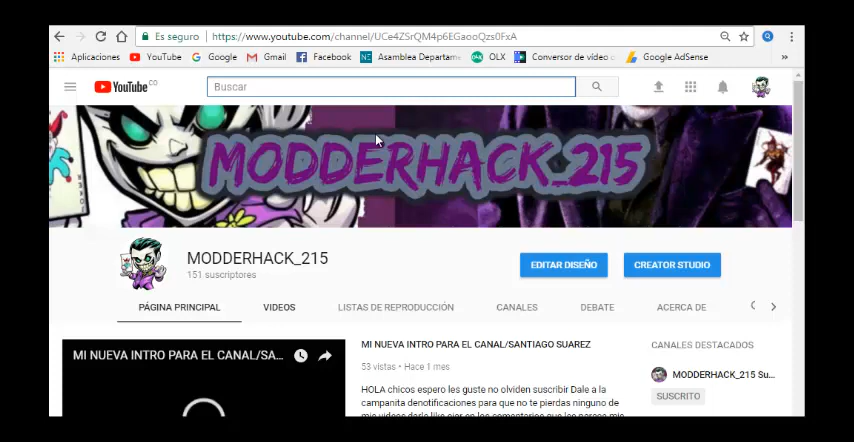 Es seguro https://www.youtube.com/channel/UCe4ZSrQM4p6EGaooQzs0FxA
Aplicaciones YouTube Google Gmail Facebook Asamblea Departame OLX Conversor de vídeo c Google AdSense »
YouTube CO Buscar
MODDERHACK_215
MODDERHACK_215
151 suscriptores
EDITAR DISEÑO CREATOR STUDIO
PÁGINA PRINCIPAL VIDEOS LISTAS DE REPRODUCCIÓN CANALES DEBATE ACERCA DE
MI NUEVA INTRO PARA EL CANAL/SA...
MI NUEVA INTRO PARA EL CANAL/SANTIAGO SUAREZ
53 vistas • Hace 1 mes
HOLA chicos espero les guste no olviden suscribir Dale a la
campanita denotificaciones para que no te pierdas ninguno de
CANALES DESTACADOS
MODDERHACK_215 Su...
SUSCRITO